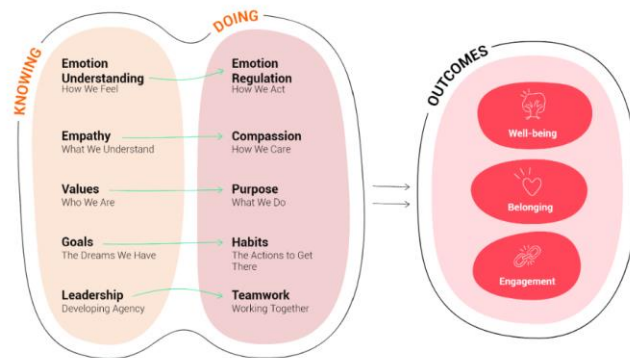 KNOWING
DOING
Emotion
Understanding
How We Feel
Emotion
Regulation
How We Act
Empathy
What We Understand
Compassion
How We Care
Values
Who We Are
Purpose
What We Do
Goals
The Dreams We Have
Habits
The Actions to Get
There
Leadership
Developing Agency
Teamwork
Working Together
OUTCOMES
Well-being
Belonging
Engagement